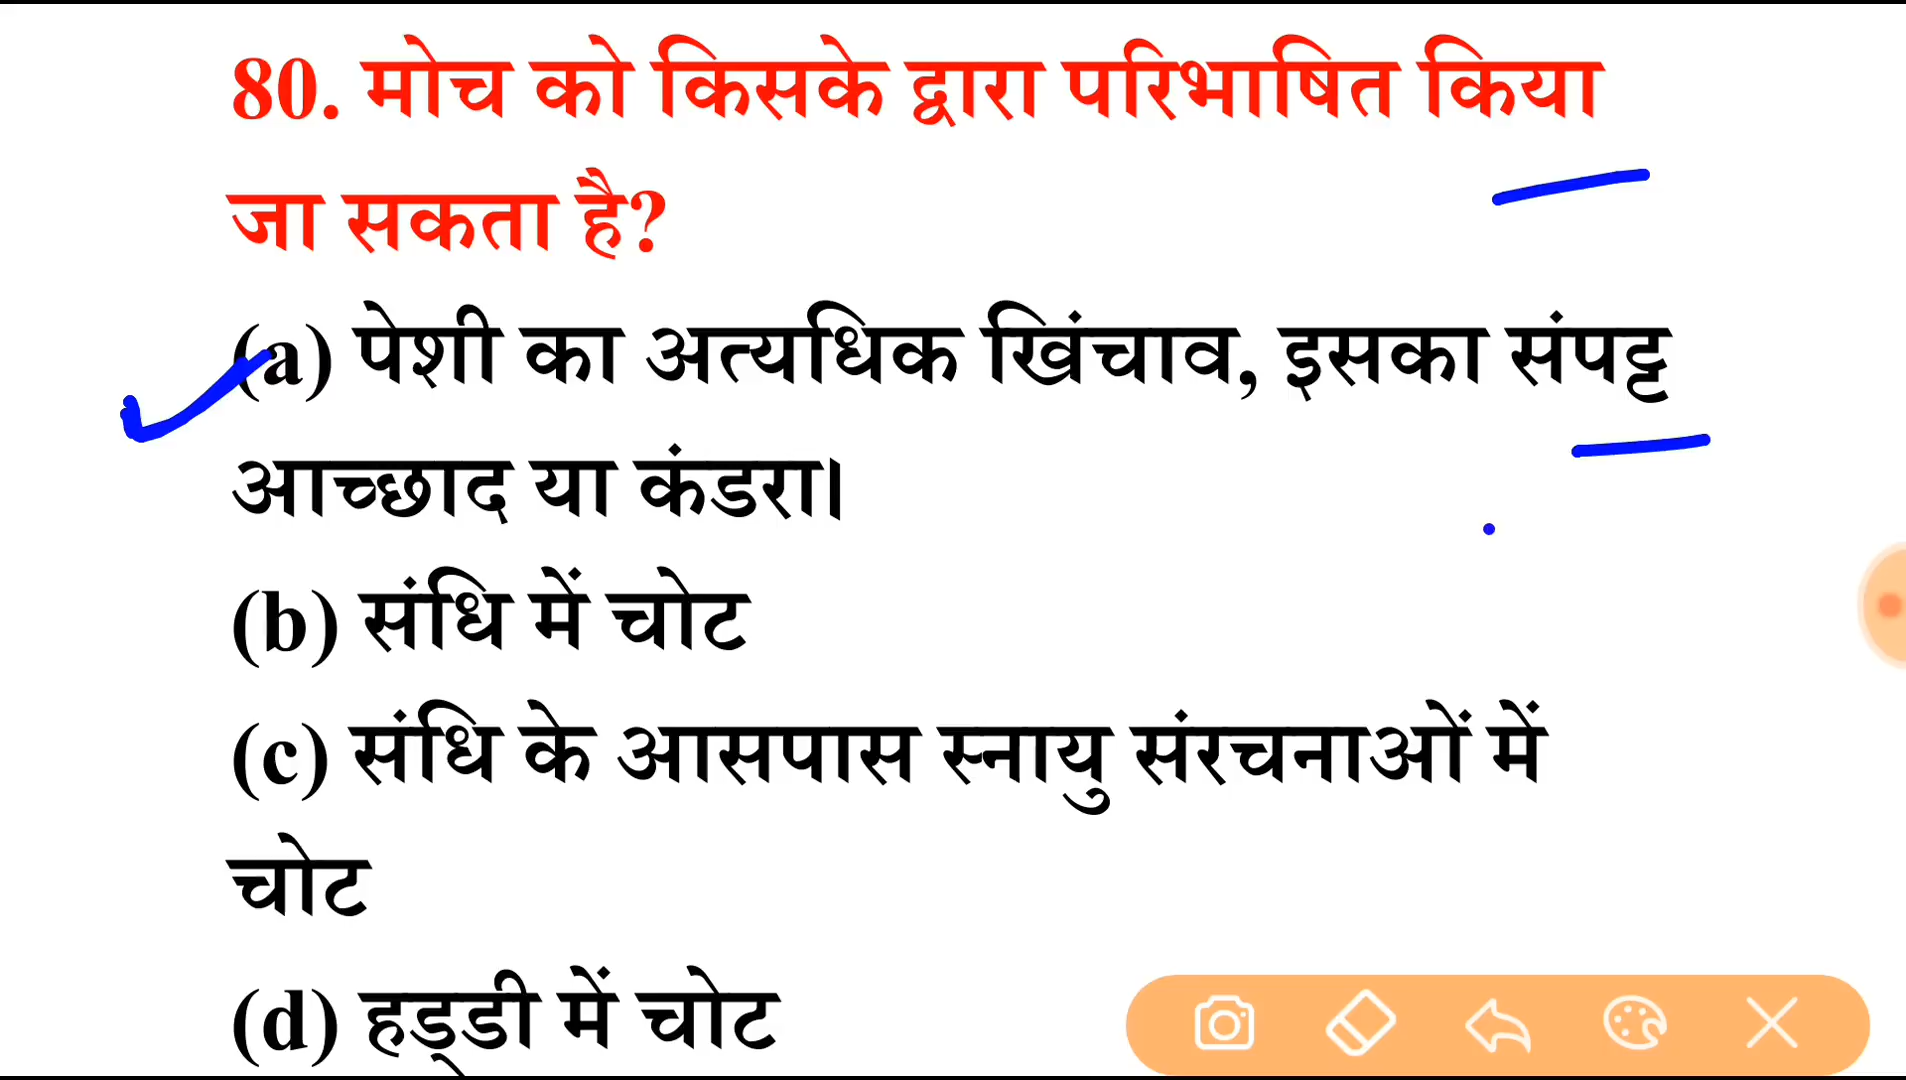 80. मोच को किसके द्वारा परिभाषित किया
जा सकता है?
(a) पेशी का अत्यधिक खिंचाव, इसका संपट्ट
आच्छाद या कंडरा।
(b) संधि में चोट
(c) संधि के आसपास स्नायु संरचनाओं में
चोट
(d) हड्डी में चोट